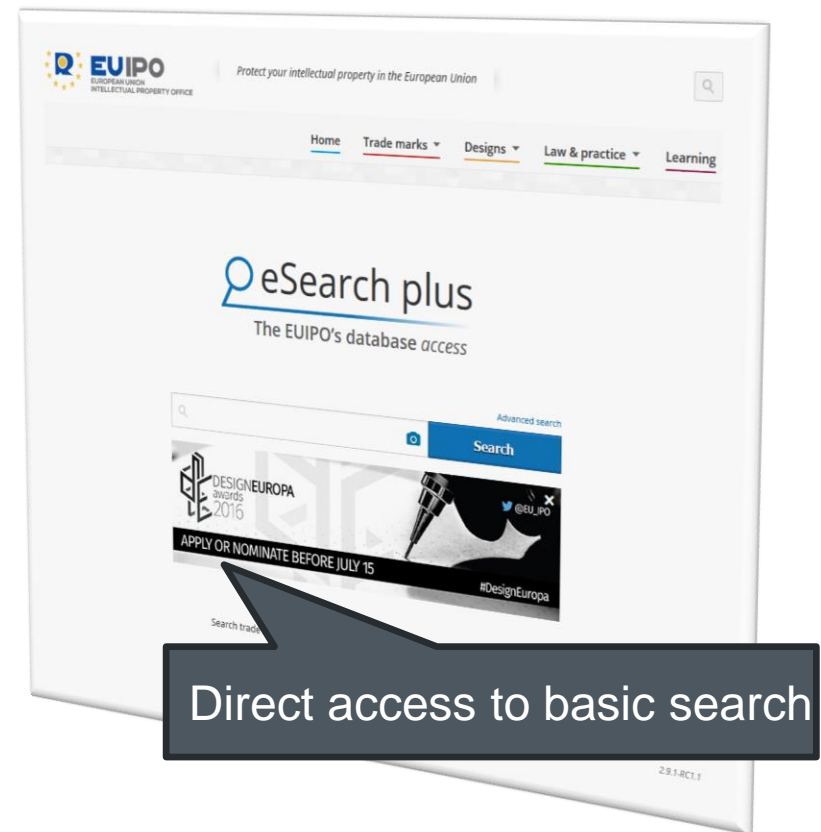 EUIPO
EUROPEAN UNION
INTELLECTUAL PROPERTY OFFICE
Protect your intellectual property in the European Union
Home Trade marks Designs Law & practice Learning
eSearch plus
The EUIPO's database access
Advanced search
Search
DESIGNEUROPA
awards
2016
@EU_IPO
APPLY OR NOMINATE BEFORE JULY 15
#DesignEuropa
Search trade
Direct access to basic search
2.9.1-RC1.1